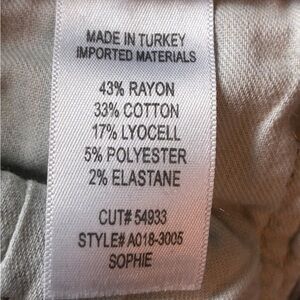 MADE IN TURKEY
IMPORTED MATERIALS
43% RAYON
33% COTTON
17% LYOCELL
5% POLYESTER
2% ELASTANE
CUT# 54933
STYLE# A018-3005
SOPHIE